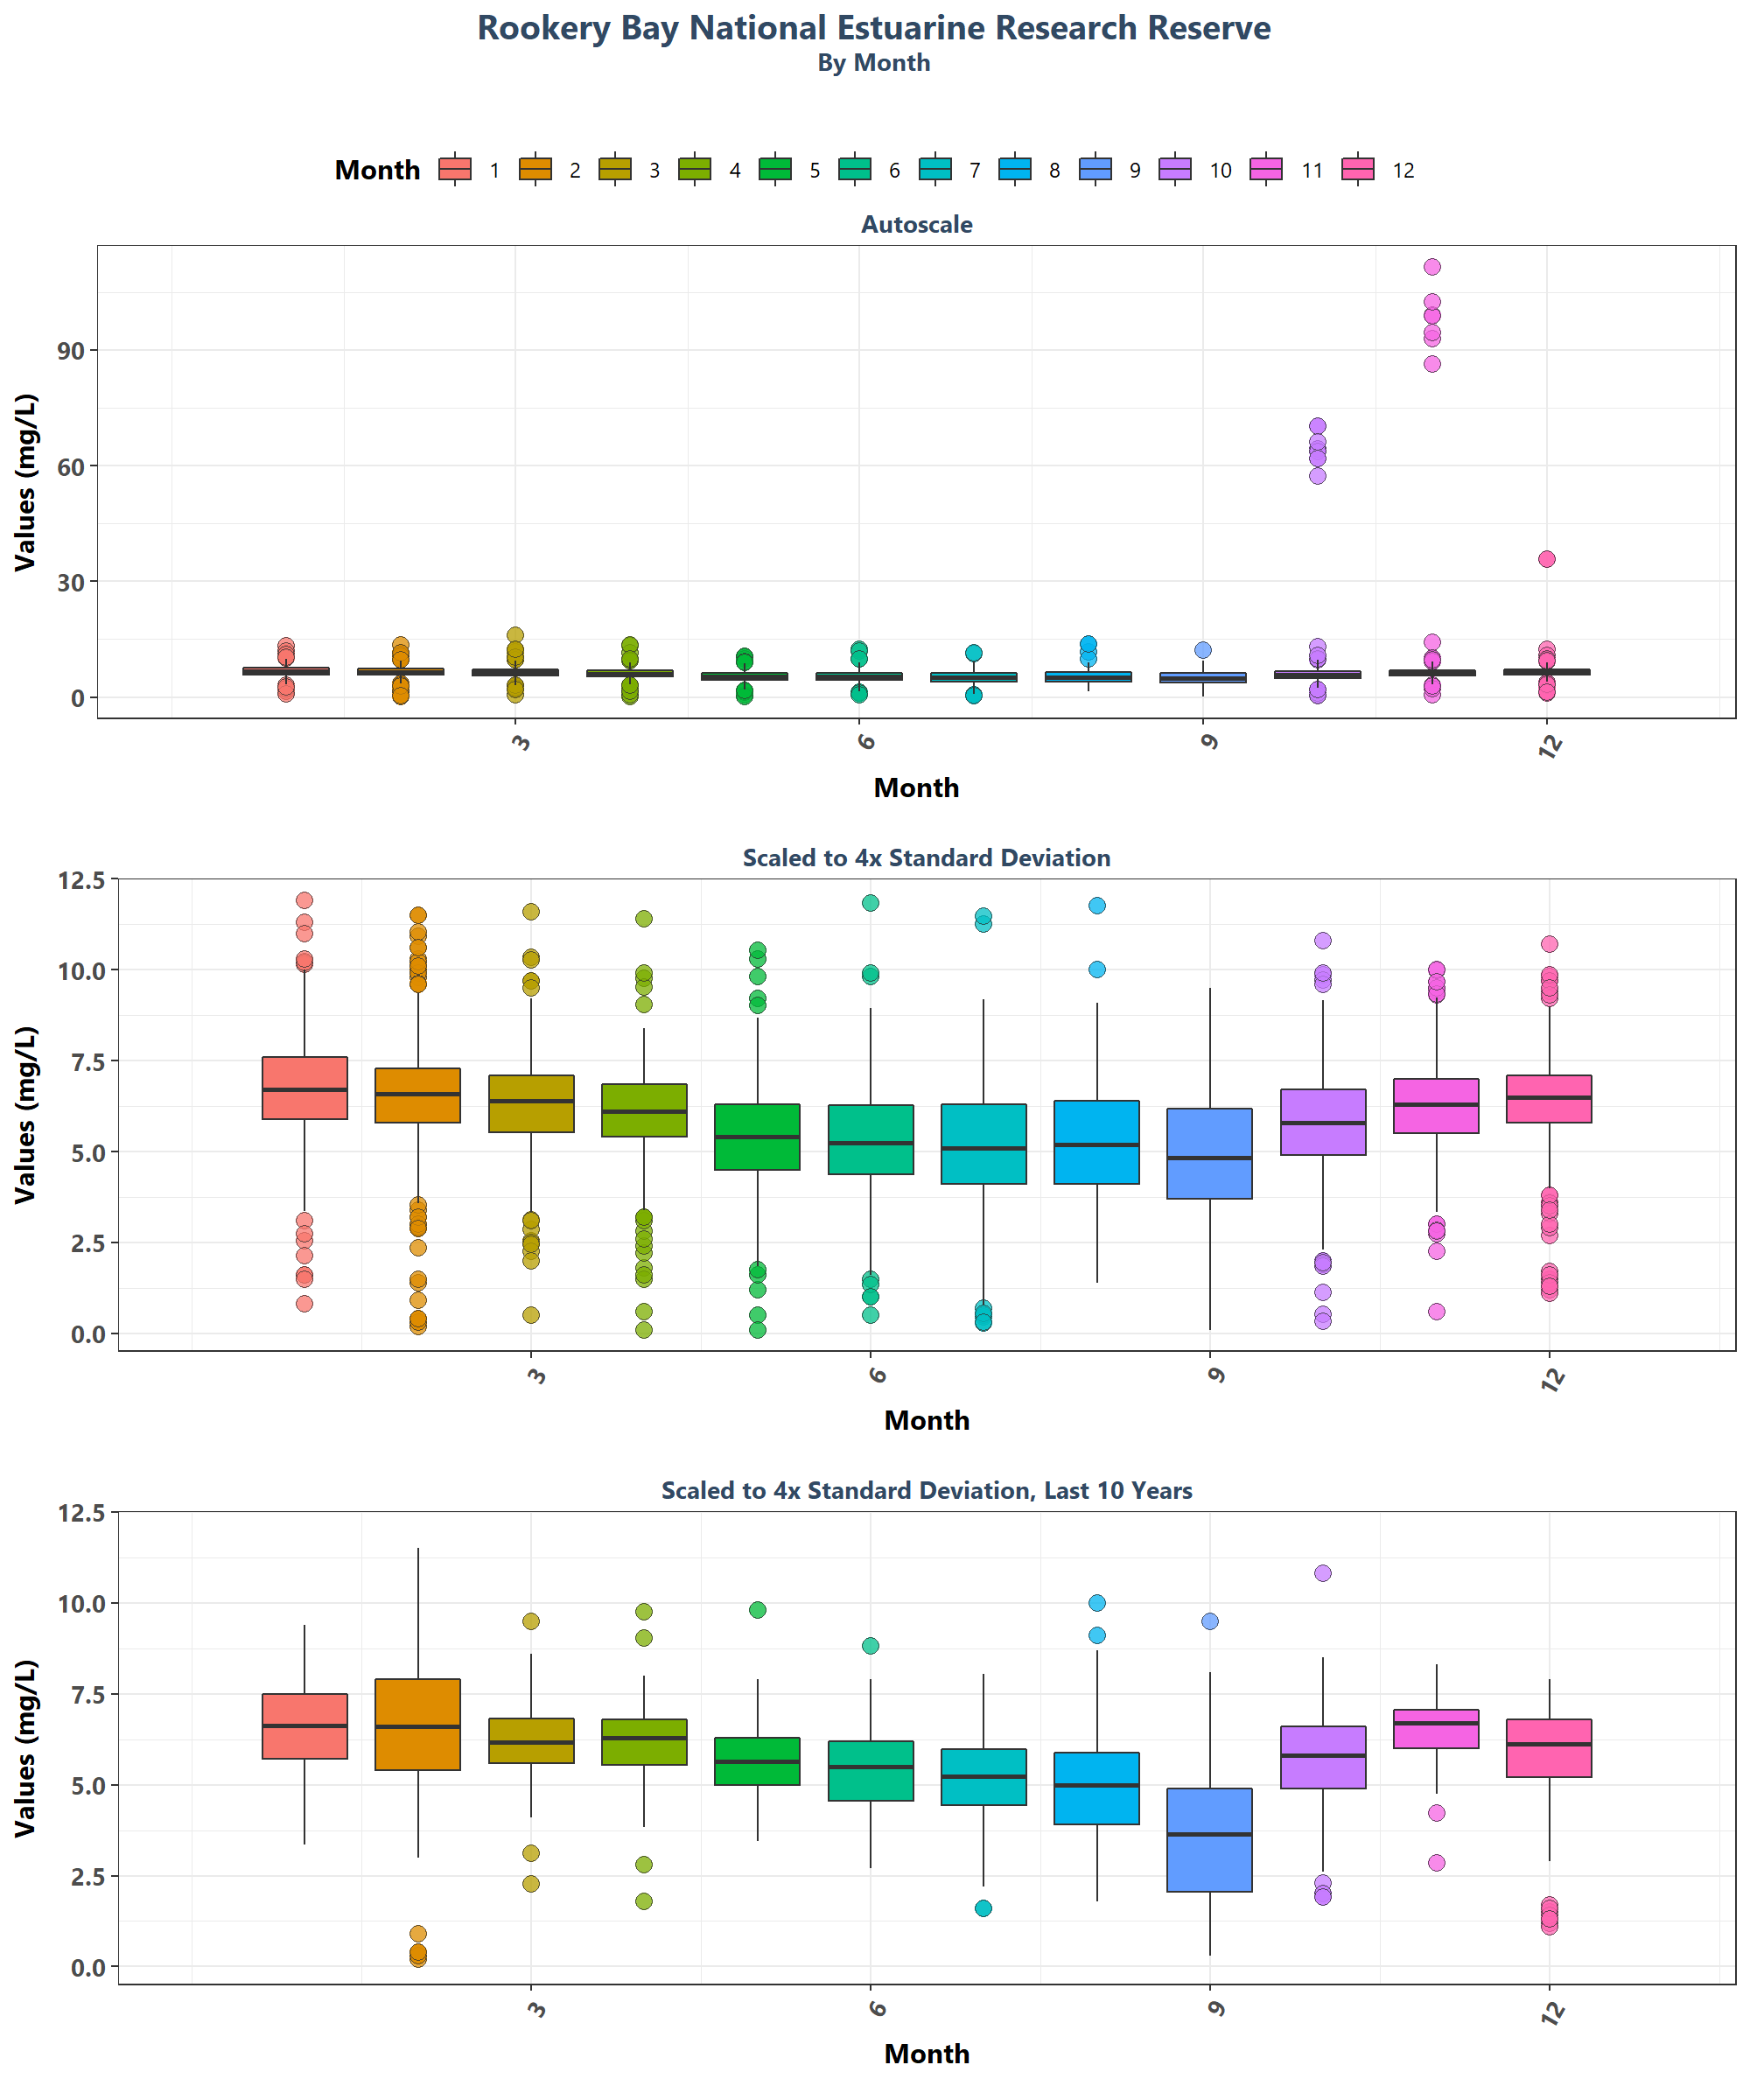 Rookery Bay National Estuarine Research Reserve
By Month
Month 1 2 3 4 5 6 7 8 9 10 11 12
Autoscale
Values (mg/L)
90
60
30
0
3 6 9 12
Month
Scaled to 4x Standard Deviation
Values (mg/L)
12.5
10.0
7.5
5.0
2.5
0.0
3 6 9 12
Month
Scaled to 4x Standard Deviation, Last 10 Years
Values (mg/L)
12.5
10.0
7.5
5.0
2.5
0.0
3 6 9 12
Month